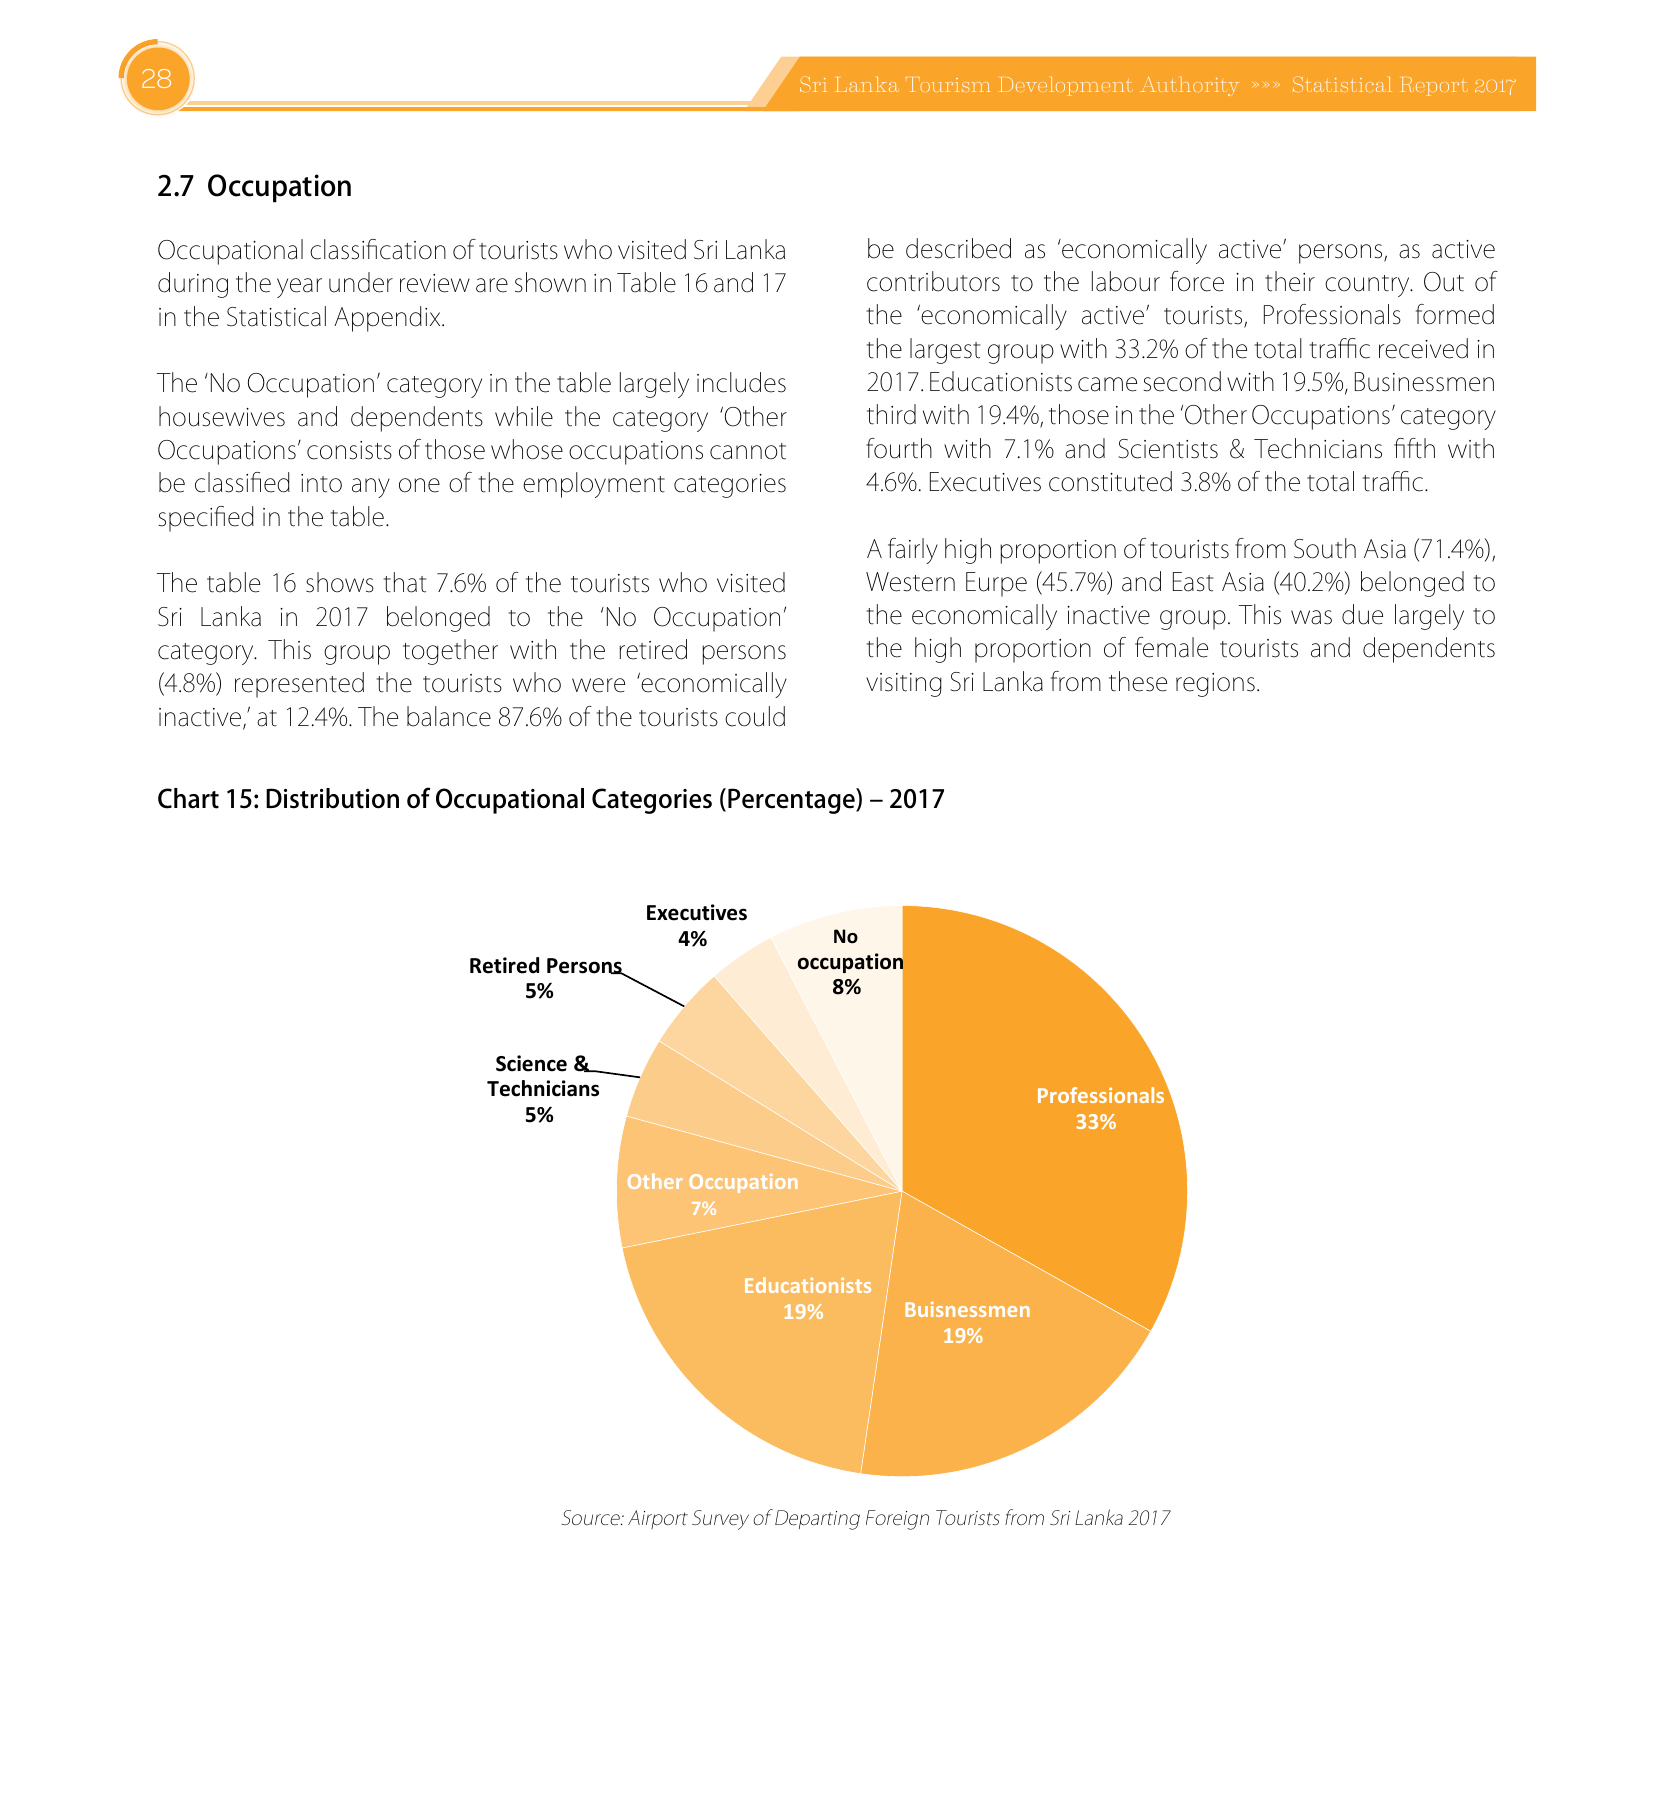 28
Sri Lanka Tourism Development Authority »»» Statistical Report 2017
2.7 Occupation
Occupational classification of tourists who visited Sri Lanka
during the year under review are shown in Table 16 and 17
in the Statistical Appendix.
The ‘No Occupation’ category in the table largely includes
housewives and dependents while the category ‘Other
Occupations’ consists of those whose occupations cannot
be classified into any one of the employment categories
specified in the table.
The table 16 shows that 7.6% of the tourists who visited
Sri Lanka in 2017 belonged to the ‘No Occupation’
category. This group together with the retired persons
(4.8%) represented the tourists who were ‘economically
inactive,’ at 12.4%. The balance 87.6% of the tourists could
be described as ‘economically active’ persons, as active
contributors to the labour force in their country. Out of
the ‘economically active’ tourists, Professionals formed
the largest group with 33.2% of the total traffic received in
2017. Educationists came second with 19.5%, Businessmen
third with 19.4%, those in the ‘Other Occupations’ category
fourth with 7.1% and Scientists & Technicians fifth with
4.6%. Executives constituted 3.8% of the total traffic.
A fairly high proportion of tourists from South Asia (71.4%),
Western Eurpe (45.7%) and East Asia (40.2%) belonged to
the economically inactive group. This was due largely to
the high proportion of female tourists and dependents
visiting Sri Lanka from these regions.
Chart 15: Distribution of Occupational Categories (Percentage) – 2017
Executives
4%
No
occupation
8%
Retired Persons
5%
Science &
Technicians
5%
Professionals
33%
Other Occupation
7%
Educationists
19%
Buisnessmen
19%
Source: Airport Survey of Departing Foreign Tourists from Sri Lanka 2017